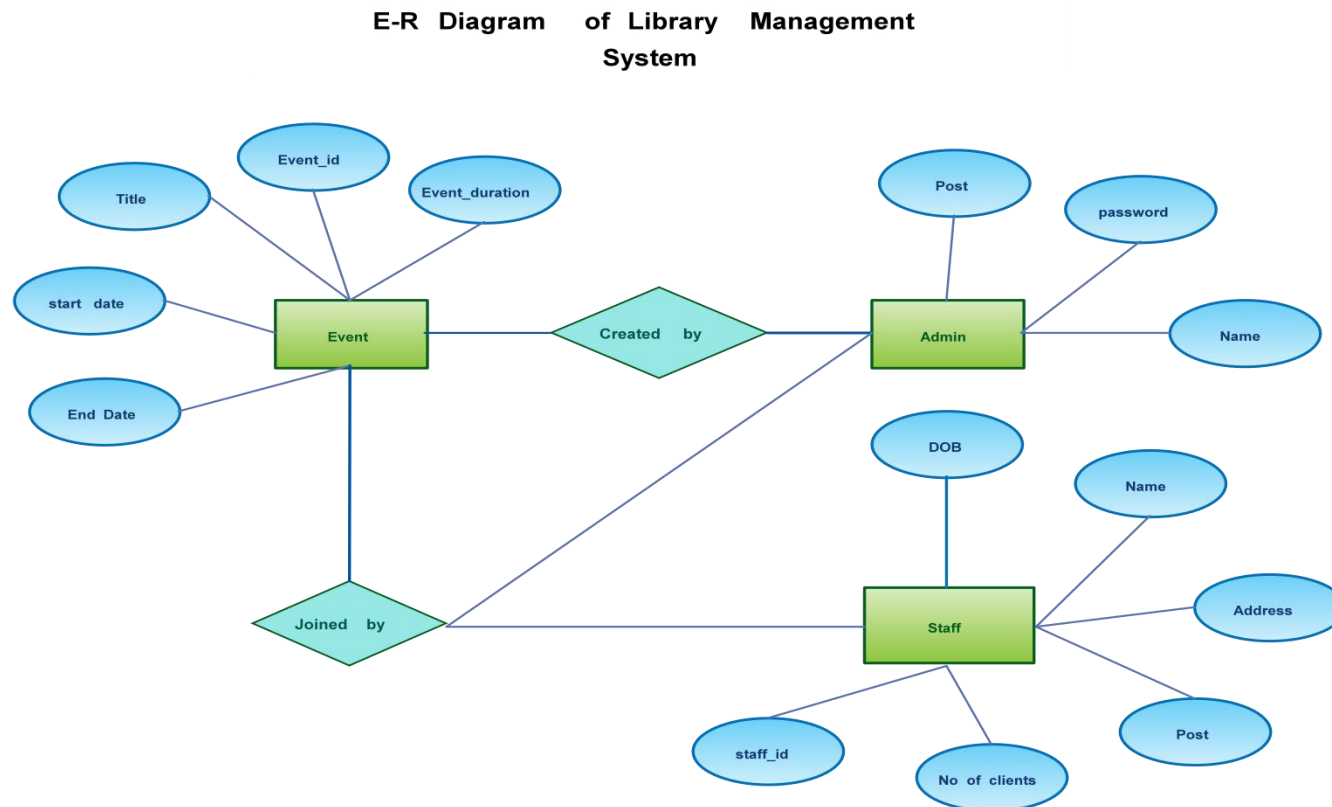 E-R Diagram of Library Management
System
Event_id
Event_duration
Title
Post
password
start date
Event
Created by
Admin
Name
End Date
DOB
Name
Address
Joined by
Staff
Post
staff_id
No of clients